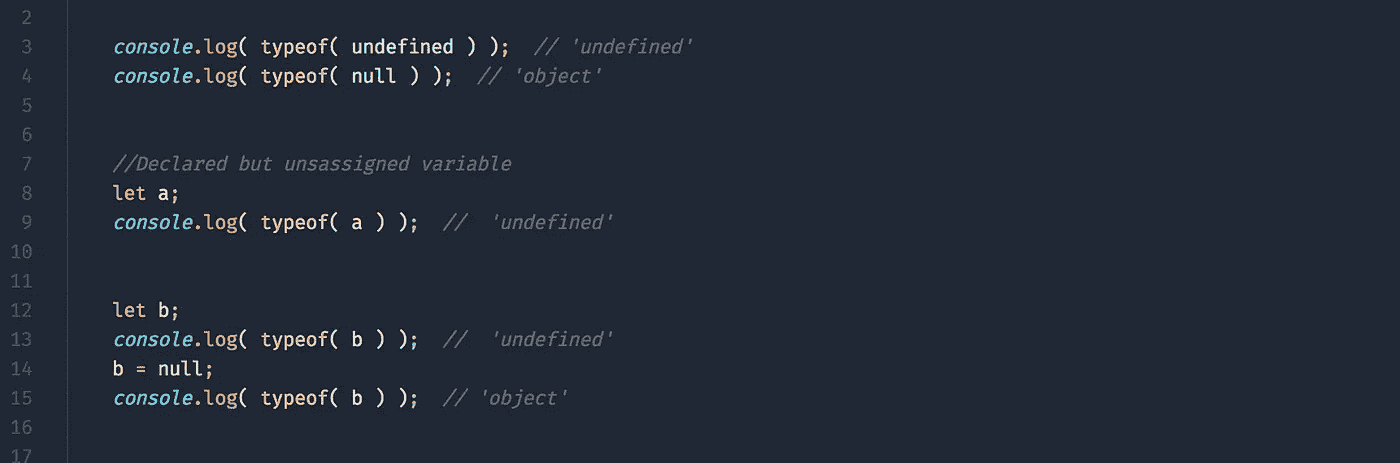 2
3 console.log( typeof( undefined ) ); // 'undefined'
4 console.log( typeof( null ) ); // 'object'
5
6
7 //Declared but unsassigned variable
8 let a;
9 console.log( typeof( a ) ); //  'undefined'
10
11
12 let b;
13 console.log( typeof( b ) ); //  'undefined'
14 b = null;
15 console.log( typeof( b ) ); // 'object'
16
17